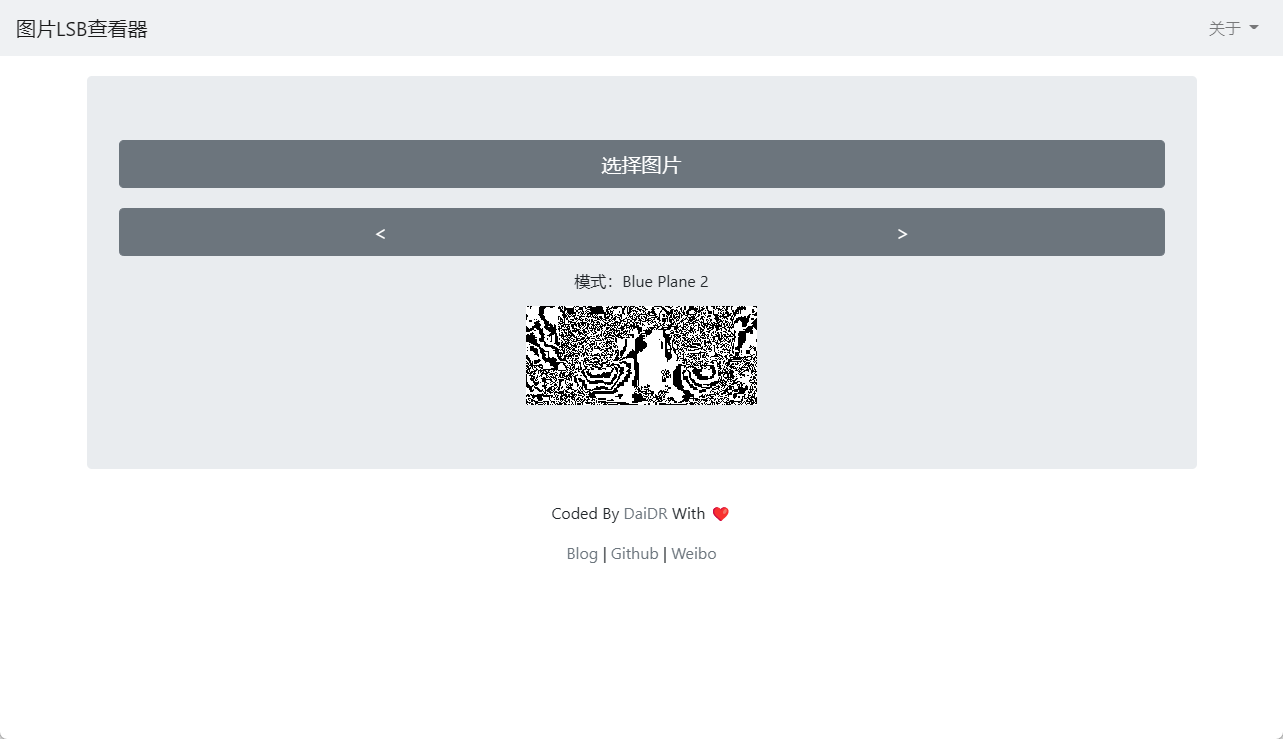 图片LSB查看器
关于
选择图片
< >
模式：Blue Plane 2
Coded By DaiDR With ❤️
Blog | Github | Weibo